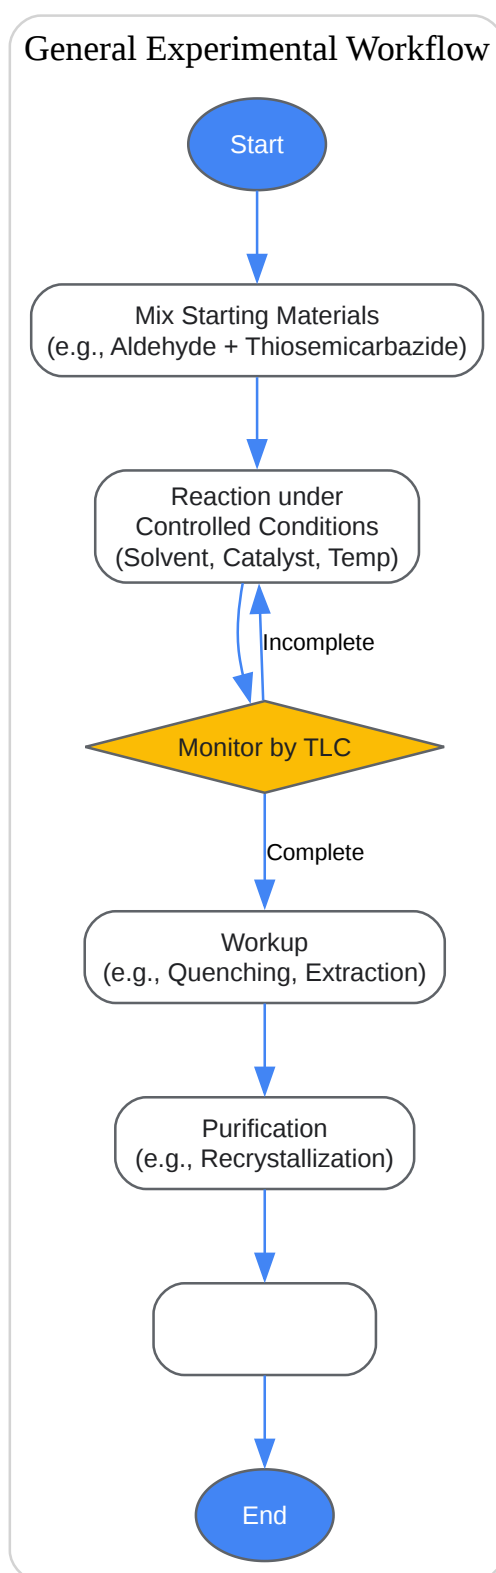 General Experimental Workflow
Start
Mix Starting Materials
(e.g., Aldehyde + Thiosemicarbazide)
Reaction under
Controlled Conditions
(Solvent, Catalyst, Temp)
Incomplete
Monitor by TLC
Complete
Workup
(e.g., Quenching, Extraction)
Purification
(e.g., Recrystallization)
End